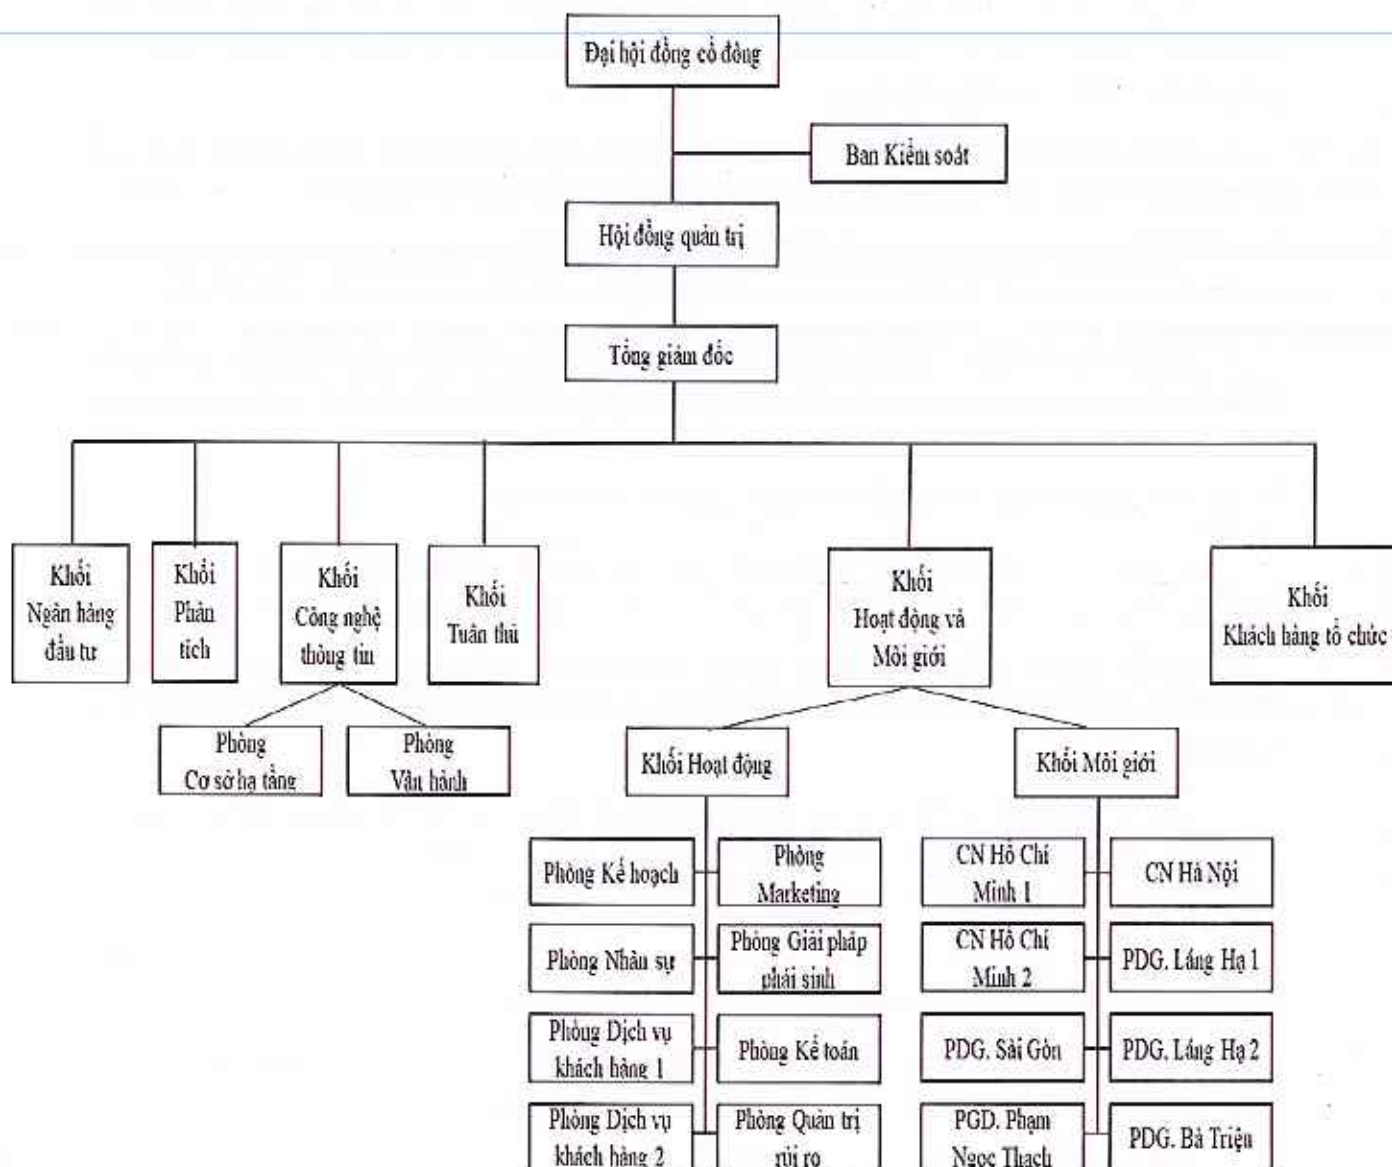 Đại hội đồng cổ đông
Ban Kiểm soát
Hội đồng quản trị
Tổng giám đốc
Khối
Ngân hàng
đầu tư
Khối
Phân
tích
Khối
Công nghệ
thông tin
Khối
Tuân thủ
Khối
Hoạt động và
Môi giới
Khối
Khách hàng tổ chức
Phòng
Cơ sở hạ tầng
Phòng
Vận hành
Khối Hoạt động
Khối Môi giới
Phòng Kế hoạch
Phòng
Marketing
CN Hồ Chí
Minh 1
CN Hà Nội
Phòng Nhân sự
Phòng Giải pháp
phái sinh
CN Hồ Chí
Minh 2
PDG. Láng Hạ 1
Phòng Dịch vụ
khách hàng 1
Phòng Kế toán
PDG. Sài Gòn
PDG. Láng Hạ 2
Phòng Dịch vụ
khách hàng 2
Phòng Quản trị
rủi ro
PGD. Phạm
Ngọc Thạch
PDG. Bà Triệu